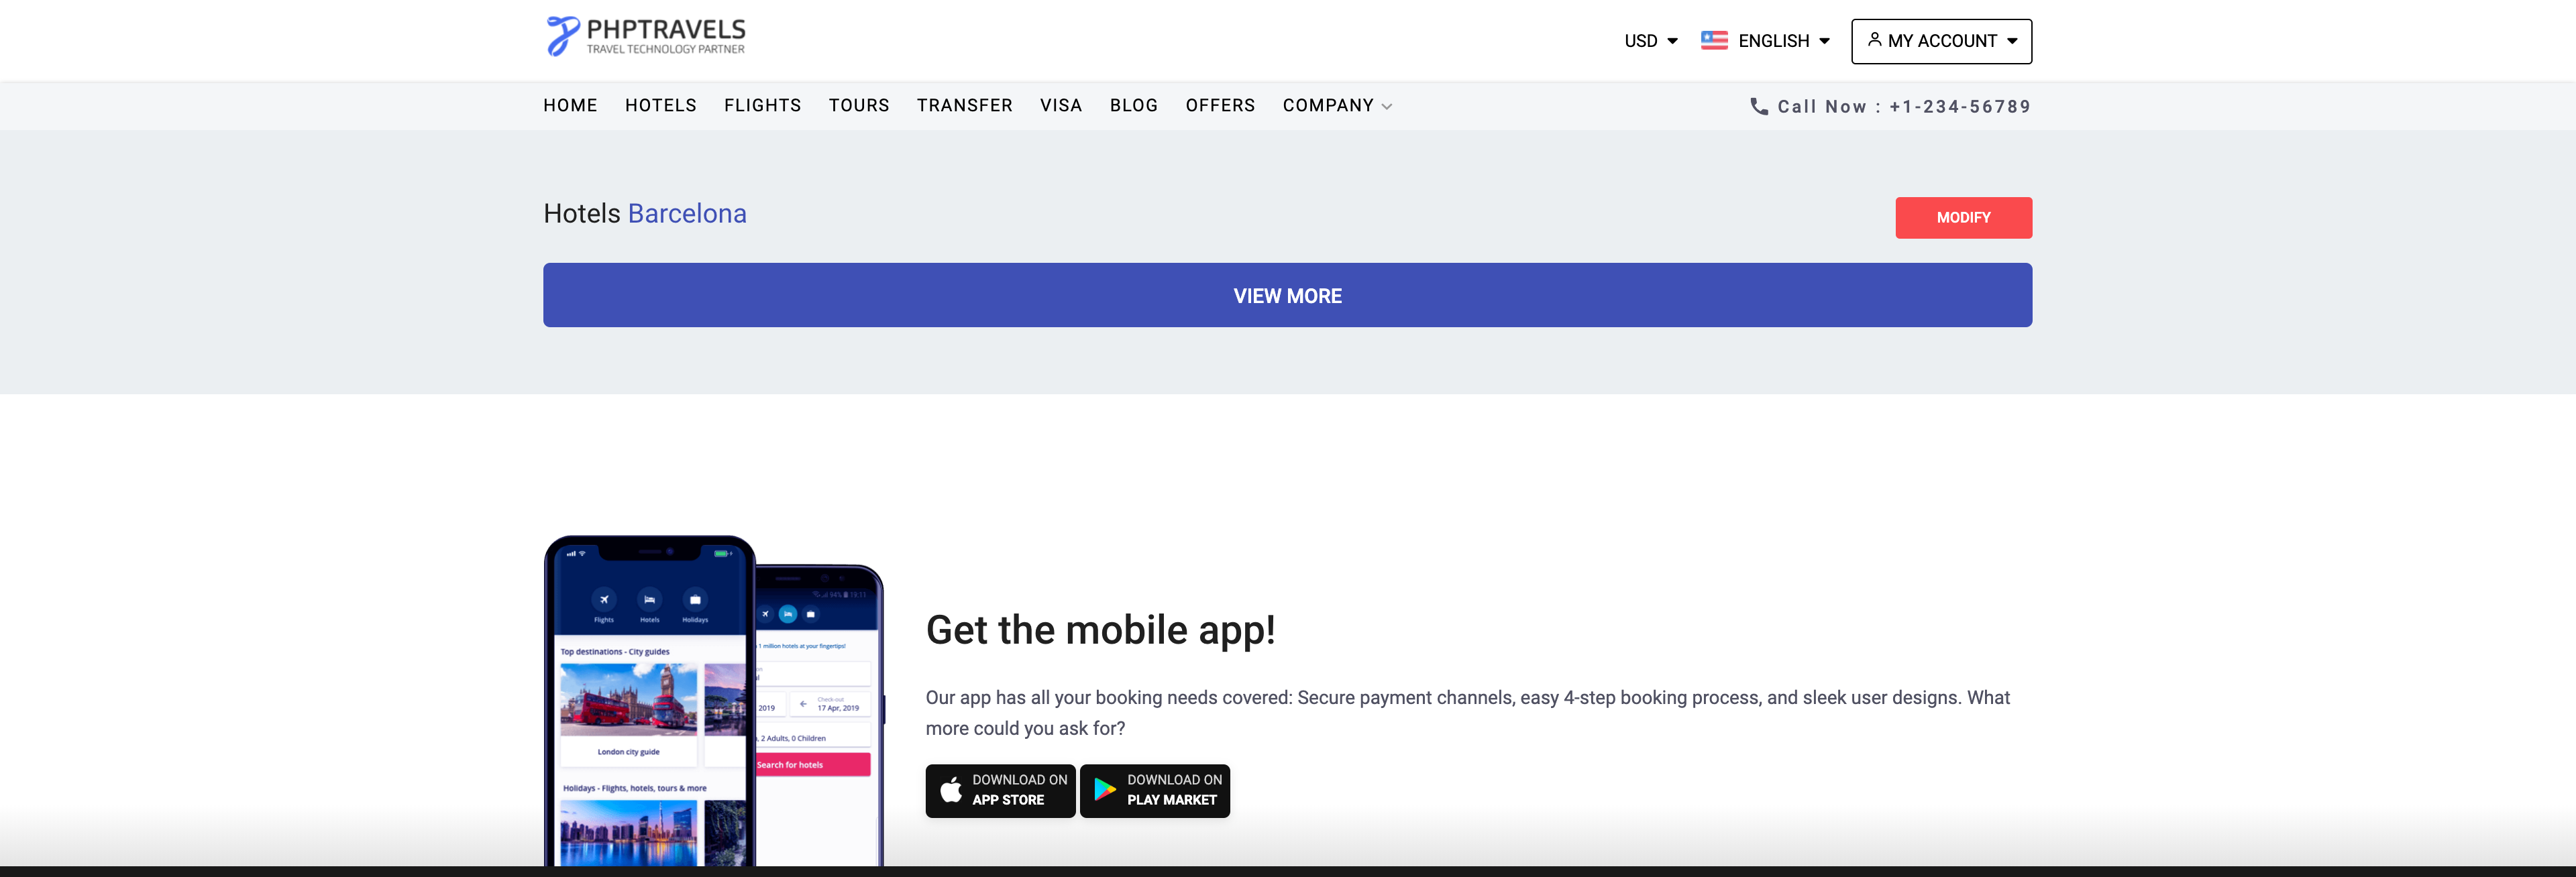 PHPTRAVELS
TRAVEL TECHNOLOGY PARTNER
USD
ENGLISH
MY ACCOUNT
HOME HOTELS FLIGHTS TOURS TRANSFER VISA BLOG OFFERS COMPANY
Call Now : +1-234-56789
Hotels Barcelona
MODIFY
VIEW MORE
Flights Hotels Holidays
Top destinations - City guides
London city guide
Holidays - Flights, hotels, tours & more
94% 19:11
1 million hotels at your fingertips!
Check-out
2019
17 Apr, 2019
2 Adults, 0 Children
Search for hotels
Get the mobile app!
Our app has all your booking needs covered: Secure payment channels, easy 4-step booking process, and sleek user designs. What
more could you ask for?
DOWNLOAD ON
APP STORE
DOWNLOAD ON
PLAY MARKET